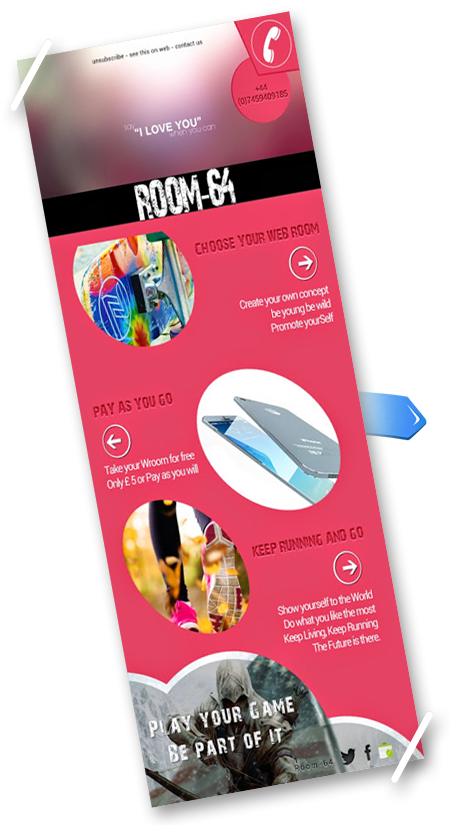 unsubscribe - see this on web - contact us
+44
(0)7459409185
say "I LOVE YOU"
when you can
ROOM-64
CHOOSE YOUR WEB ROOM
Create your own concept
be young be wild
Promote yourSelf
PAY AS YOU GO
Take your Wroom for free
Only £ 5 or Pay as you will
KEEP RUNNING AND GO
Show yourself to the World
Do what you like the most
Keep Living, Keep Running
The Future is there.
PLAY YOUR GAME
BE PART OF IT
Room-64